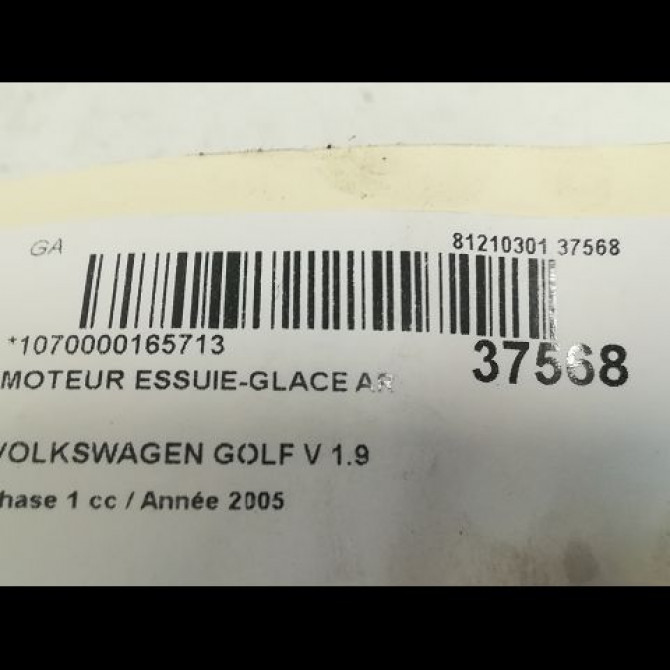 GA
81210301 37568
*1070000165713
37568
MOTEUR ESSUIE-GLACE AR
VOLKSWAGEN GOLF V 1.9
hase 1 cc / Année 2005